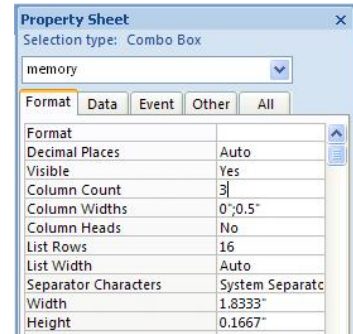 Property Sheet ×
Selection type: Combo Box
memory
Format Data Event Other All
Format
Decimal Places Auto
Visible Yes
Column Count 3
Column Widths 0";0.5"
Column Heads No
List Rows 16
List Width Auto
Separator Characters System Separatc
Width 1.8333"
Height 0.1667"